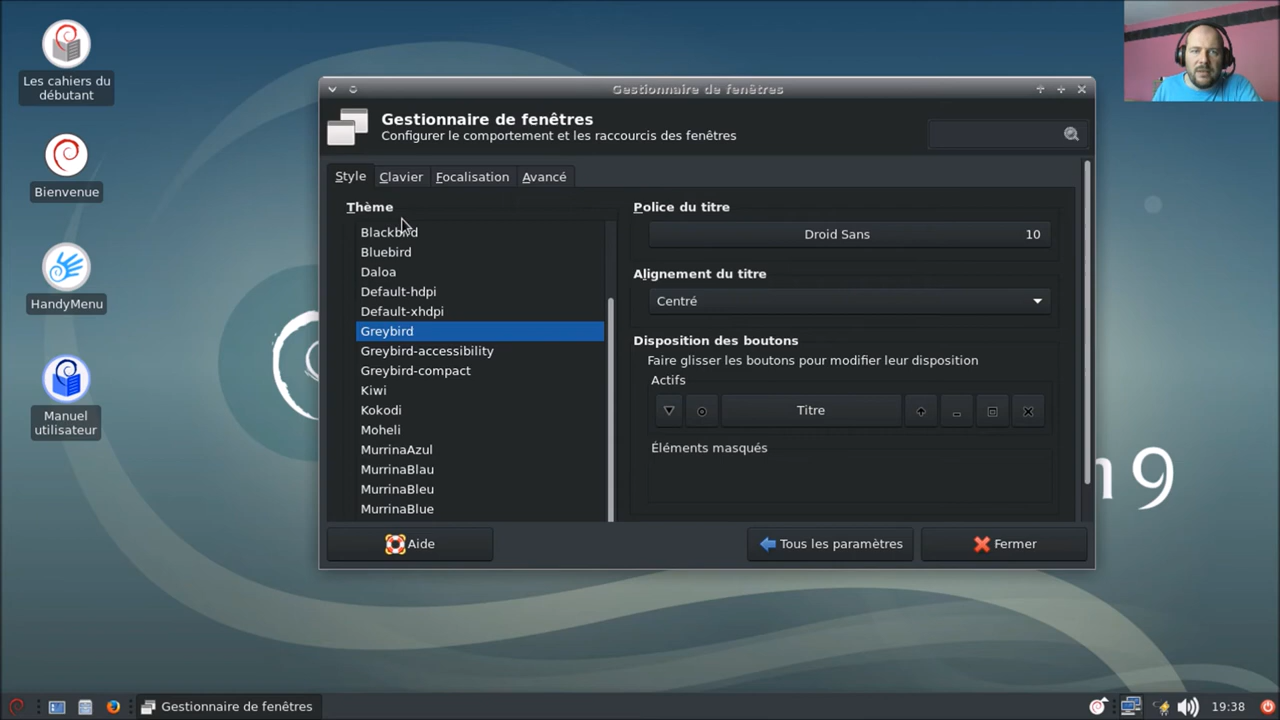 Les cahiers du
débutant
Bienvenue
HandyMenu
Manuel
utilisateur
Gestionnaire de fenêtres
Gestionnaire de fenêtres
Configurer le comportement et les raccourcis des fenêtres
Style Clavier Focalisation Avancé
Thème
Blackbird
Bluebird
Daloa
Default-hdpi
Default-xhdpi
Greybird
Greybird-accessibility
Greybird-compact
Kiwi
Kokodi
Moheli
MurrinaAzul
MurrinaBlau
MurrinaBleu
MurrinaBlue
Police du titre
Droid Sans 10
Alignement du titre
Centré
Disposition des boutons
Faire glisser les boutons pour modifier leur disposition
Actifs
Titre
Éléments masqués
Aide
Tous les paramètres
Fermer
9
Gestionnaire de fenêtres
19:38